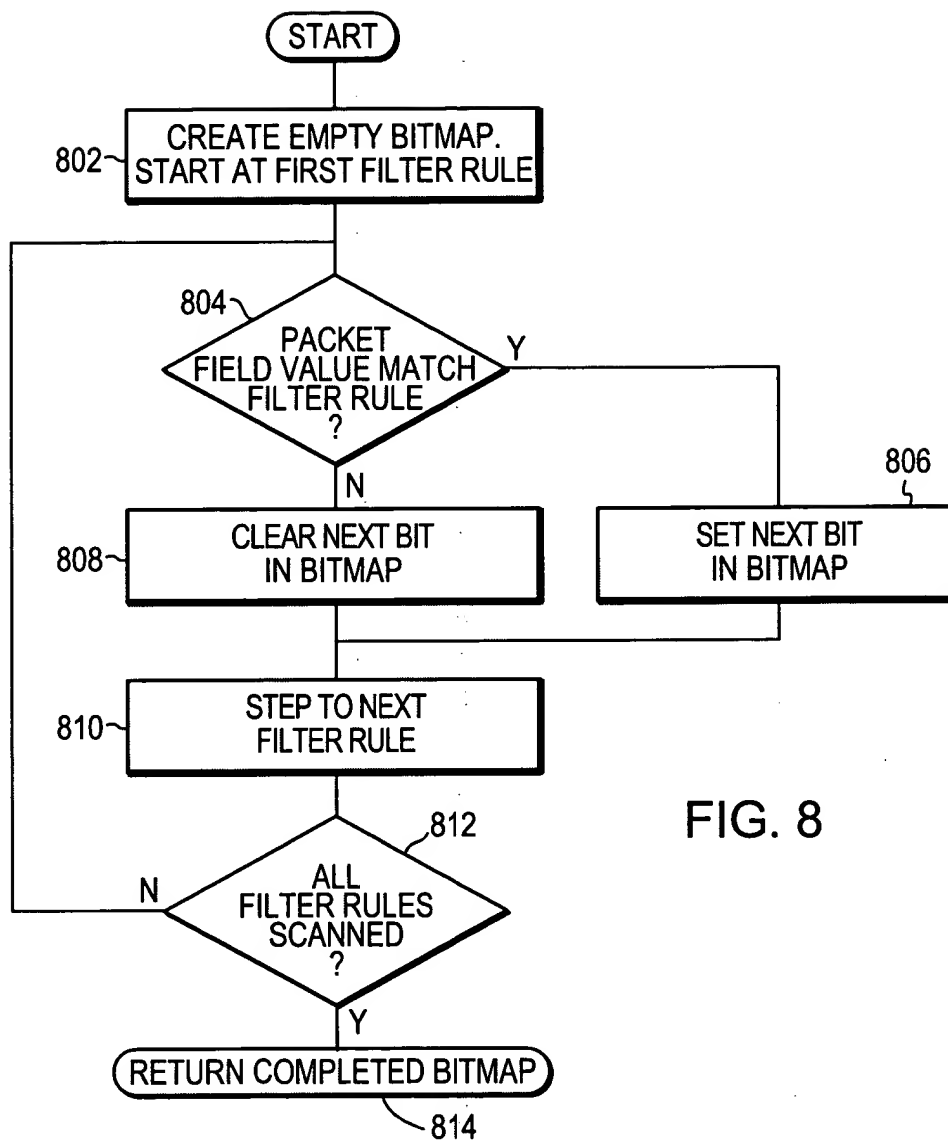 START
802
CREATE EMPTY BITMAP.
START AT FIRST FILTER RULE
804
PACKET
FIELD VALUE MATCH
FILTER RULE
?
Y
N
806
808
CLEAR NEXT BIT
IN BITMAP
SET NEXT BIT
IN BITMAP
810
STEP TO NEXT
FILTER RULE
FIG. 8
812
N
ALL
FILTER RULES
SCANNED
?
Y
RETURN COMPLETED BITMAP
814